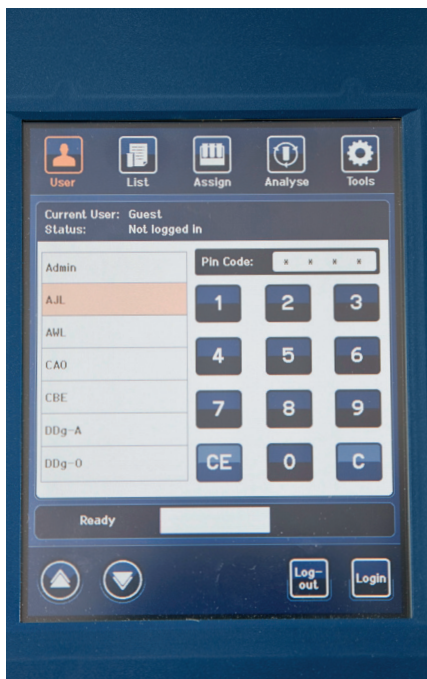 User List Assign Analyse Tools
Current User: Guest
Status: Not logged in
Pin Code: * * * *
Admin
AJL
AWL
CAO
CBE
DDg-A
DDg-O
1 2 3
4 5 6
7 8 9
CE 0 C
Ready
Log-
out
Login